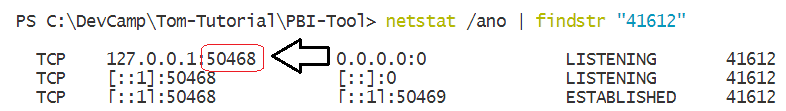 PS C:\DevCamp\Tom-Tutorial\PBI-Tool> netstat /ano | findstr "41612"
TCP 127.0.0.1:50468 0.0.0.0:0 LISTENING 41612
TCP [::1]:50468 [::]:0 LISTENING 41612
TCP [::1]:50468 [::1]:50469 ESTABLISHED 41612